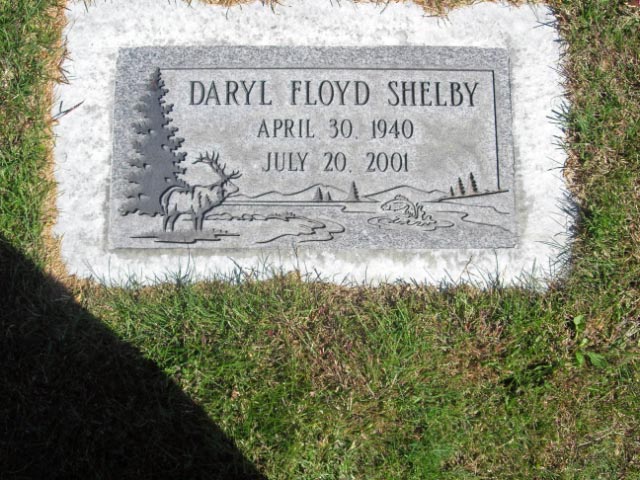 DARYL FLOYD SHELBY
APRIL 30, 1940
JULY 20, 2001